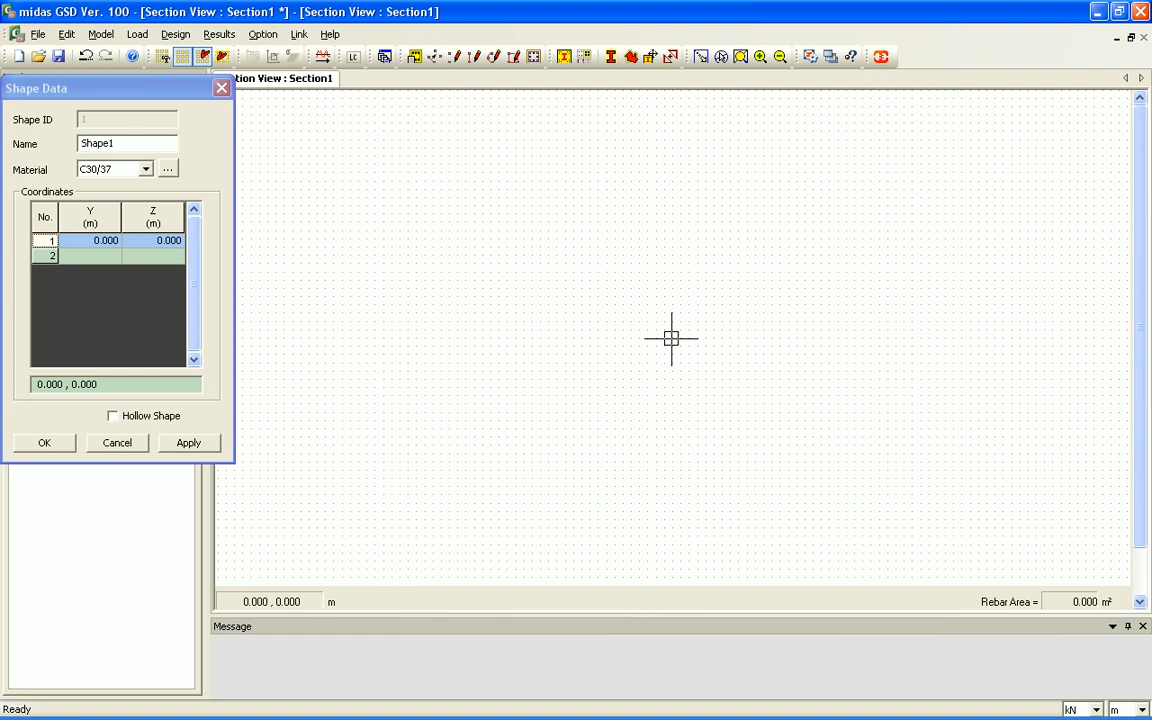 midas GSD Ver. 100 - [Section View : Section1 *] - [Section View : Section1]
File Edit Model Load Design Results Option Link Help
LC
tion View : Section1
Shape Data
Shape ID 1
Name Shape1
Material C30/37 ...
Coordinates
No. Y (m) Z (m)
1 0.000 0.000
2
0.000 , 0.000
Hollow Shape
OK Cancel Apply
0.000 , 0.000 m Rebar Area = 0.000 m²
Message
Ready kN m